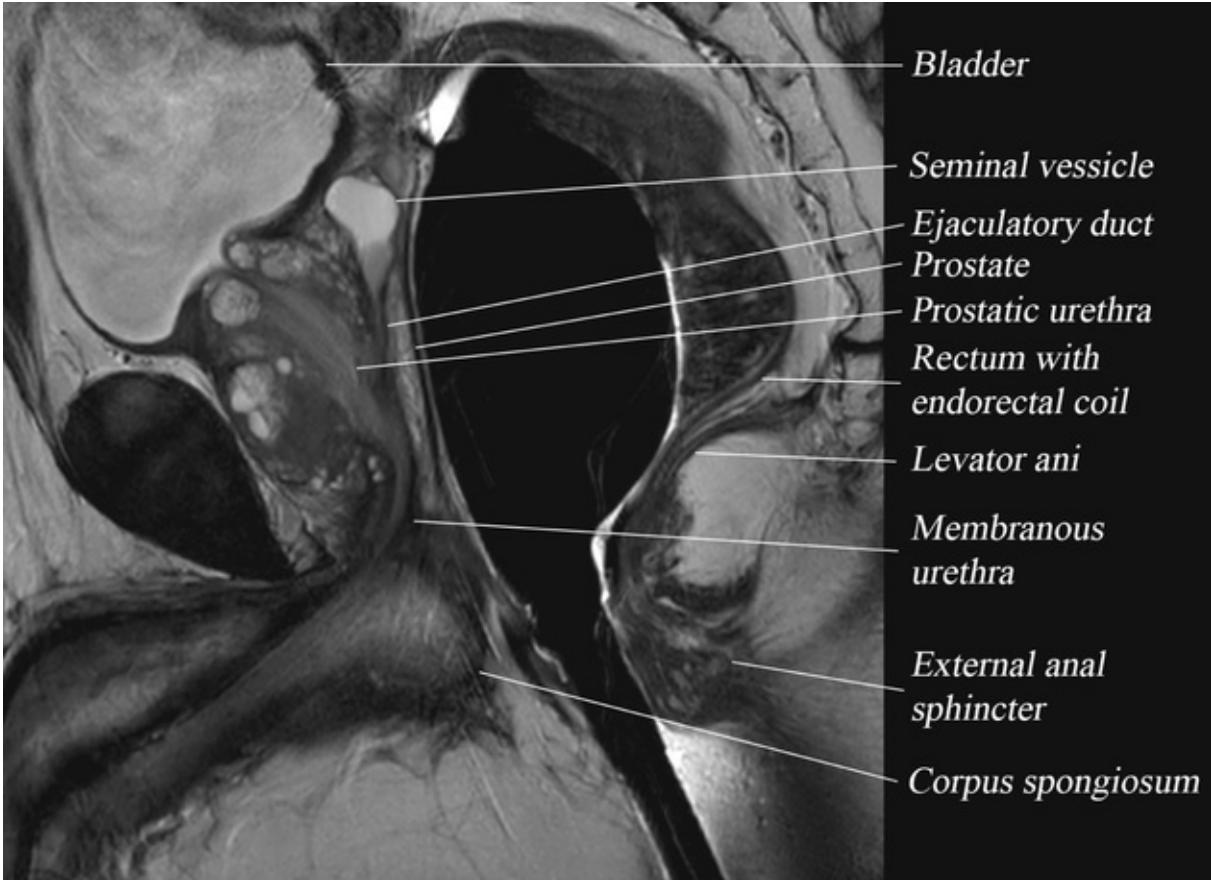 Bladder
Seminal vessicle
Ejaculatory duct
Prostate
Prostatic urethra
Rectum with
endorectal coil
Levator ani
Membranous
urethra
External anal
sphincter
Corpus spongiosum